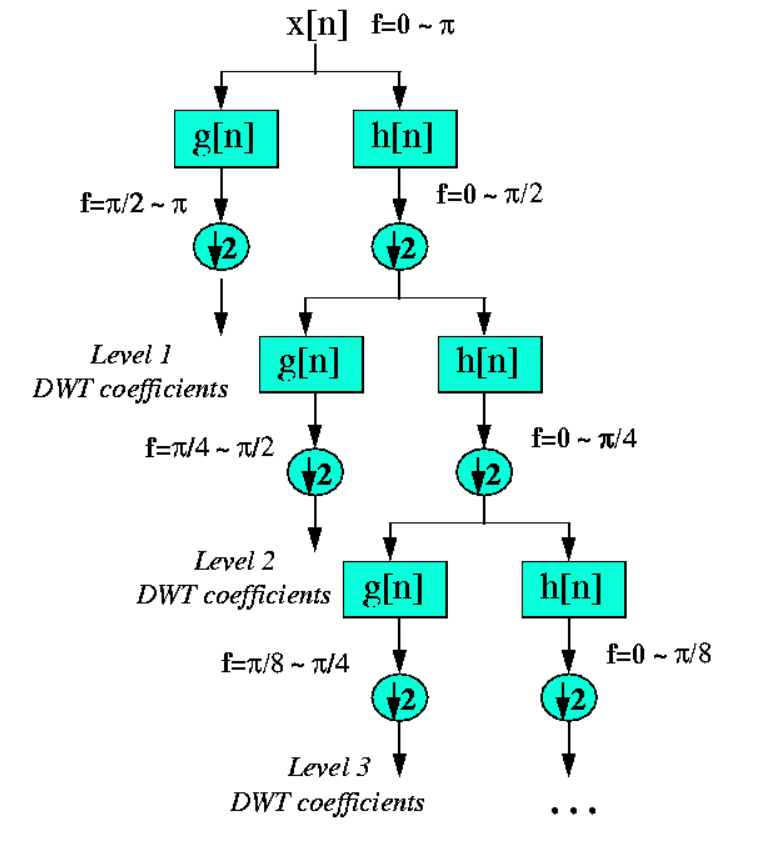 x[n] f=0 ~ π
g[n] h[n]
f=π/2 ~ π f=0 ~ π/2
↓2 ↓2
Level 1
DWT coefficients
g[n] h[n]
f=π/4 ~ π/2 f=0 ~ π/4
↓2 ↓2
Level 2
DWT coefficients
g[n] h[n]
f=π/8 ~ π/4 f=0 ~ π/8
↓2 ↓2
Level 3
DWT coefficients
...